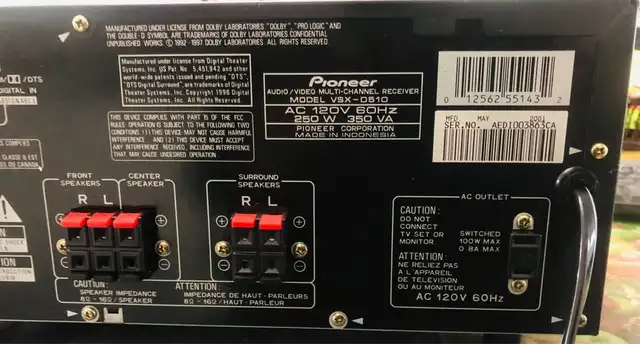 MANUFACTURED UNDER LICENSE FROM DOLBY LABORATORIES "DOLBY", "PRO LOGIC" AND
THE DOUBLE-D SYMBOL ARE TRADEMARKS OF DOLBY LABORATORIES CONFIDENTIAL
UNPUBLISHED WORKS © 1992-1997 DOLBY LABORATORIES ALL RIGHTS RESERVED
/DTS
DIGITAL IN
Manufactured under license from Digital Theater
Systems, Inc. US Pat. No 5,451,942 and other
world-wide patents issued and pending "DTS",
"DTS Digital Surround", are trademarks of Digital
Theater Systems, Inc. Copyright 1996 Digital
Theater Systems, Inc. All Rights Reserved
Pioneer
AUDIO/VIDEO MULTI-CHANNEL RECEIVER
MODEL VSX-D510
AC 120V 60Hz
250 W 350 VA
PIONEER CORPORATION
MADE IN INDONESIA
0 12562 55143 2
MFD MAY 2001
SER.NO. AEDI003863CA
THIS DEVICE COMPLIES WITH PART 15 OF THE FCC
RULES OPERATION IS SUBJECT TO THE FOLLOWING TWO
CONDITIONS (1) THIS DEVICE MAY NOT CAUSE HARMFUL
INTERFERENCE AND (2) THIS DEVICE MUST ACCEPT
ANY INTERFERENCE RECEIVED, INCLUDING INTERFERENCE
THAT MAY CAUSE UNDESIRED OPERATION.
COMPLIES
CLASSE B EST
DU CANADA.
FRONT SPEAKERS
CENTER SPEAKER
R L
SURROUND SPEAKERS
R L
CAUTION:
SPEAKER IMPEDANCE
8Ω - 16Ω / SPEAKER
ATTENTION:
IMPEDANCE DE HAUT-PARLEURS
8Ω - 16Ω / HAUT-PARLEUR
AC OUTLET
CAUTION:
DO NOT
CONNECT
TV SET OR
MONITOR
SWITCHED
100W MAX
0.8A MAX
ATTENTION:
NE RELIEZ PAS
A L'APPAREIL
DE TELEVISION
OU AU MONITEUR
AC 120V 60Hz